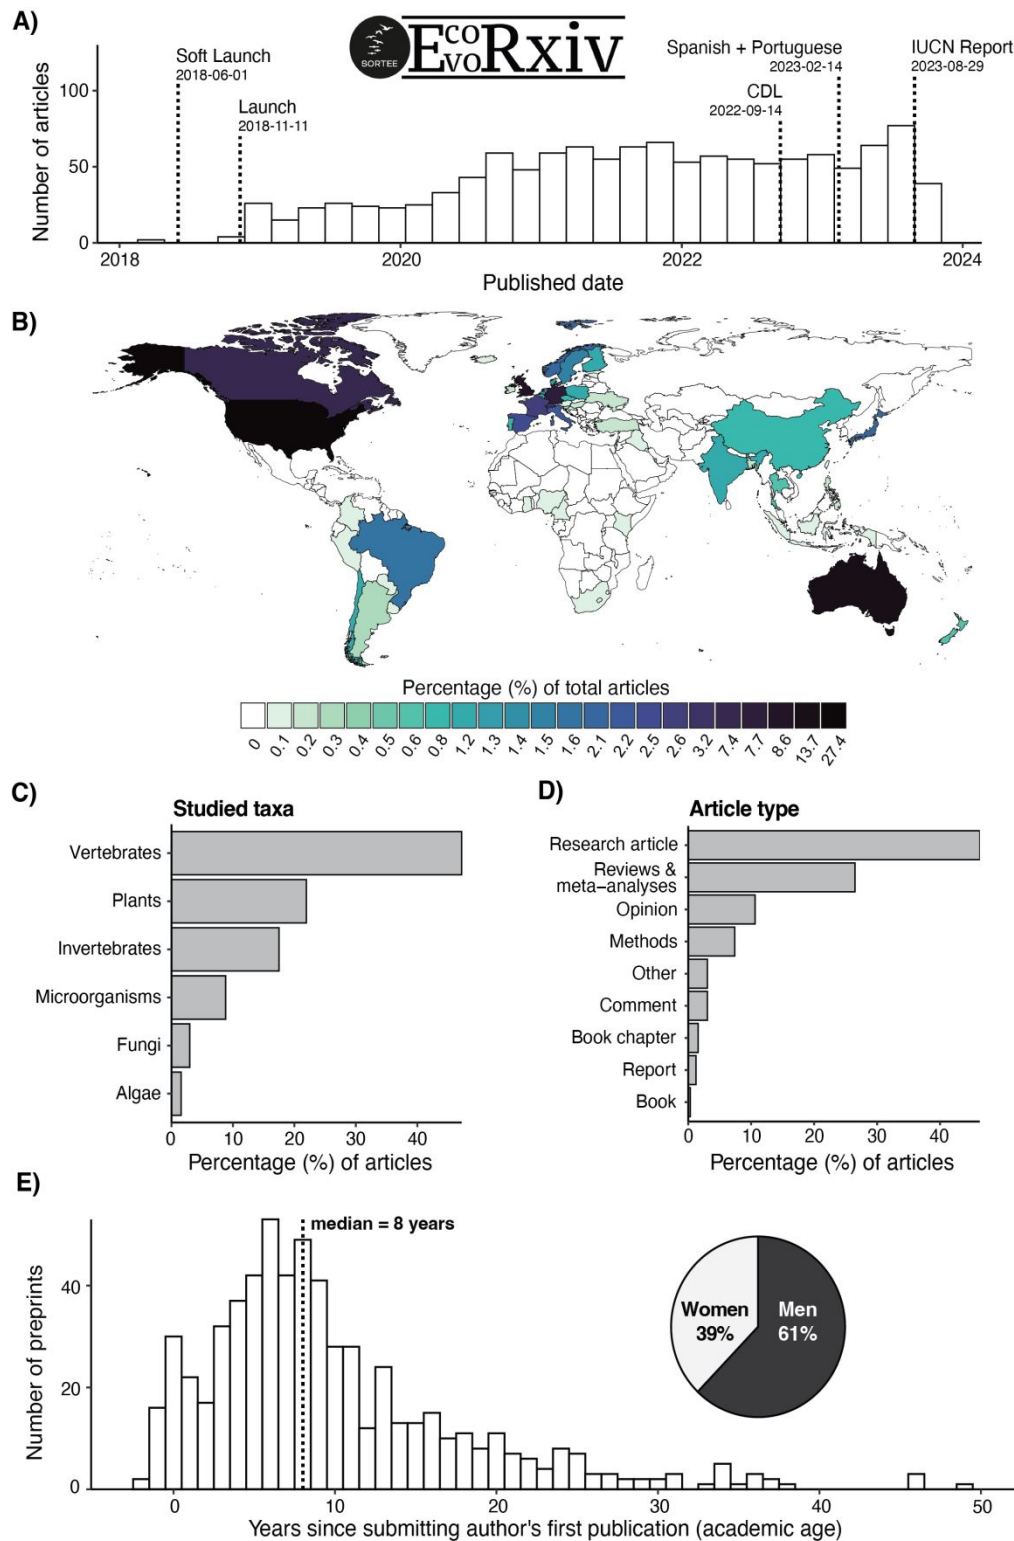 A)
SORTEE
EcoEvoRxiv
Soft Launch
2018-06-01
Launch
2018-11-11
Spanish + Portuguese
2023-02-14
CDL
2022-09-14
IUCN Report
2023-08-29
Number of articles
100
50
0
2018
2020
2022
2024
Published date
B)
Percentage (%) of total articles
0
0.1
0.2
0.3
0.4
0.5
0.6
0.8
1.2
1.3
1.4
1.5
1.6
2.1
2.2
2.5
2.6
3.2
7.4
7.7
8.6
13.7
27.4
C)
Studied taxa
Vertebrates
Plants
Invertebrates
Microorganisms
Fungi
Algae
0 10 20 30 40
Percentage (%) of articles
D)
Article type
Research article
Reviews &
meta−analyses
Opinion
Methods
Other
Comment
Book chapter
Report
Book
0 10 20 30 40
Percentage (%) of articles
E)
median = 8 years
Number of preprints
40
20
0
Women
39%
Men
61%
0 10 20 30 40 50
Years since submitting author's first publication (academic age)